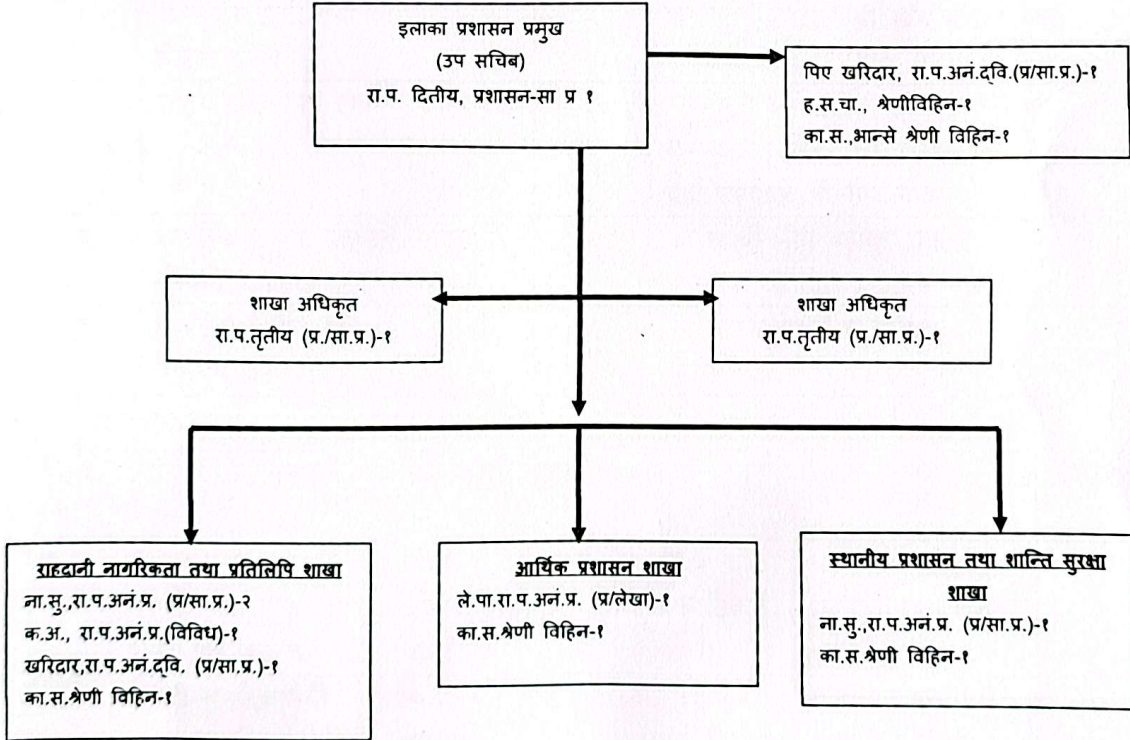 इलाका प्रशासन प्रमुख
(उप सचिब)
रा.प. दितीय, प्रशासन-सा प्र १
पिए खरिदार, रा.प.अनं.द्वि.(प्र/सा.प्र.)-१
ह.स.चा., श्रेणीविहिन-१
का.स.,भान्से श्रेणी विहिन-१
शाखा अधिकृत
रा.प.तृतीय (प्र./सा.प्र.)-१
शाखा अधिकृत
रा.प.तृतीय (प्र./सा.प्र.)-१
राहदानी नागरिकता तथा प्रतिलिपि शाखा
ना.सु.,रा.प.अनं.प्र. (प्र/सा.प्र.)-२
क.अ., रा.प.अनं.प्र.(विविध)-१
खरिदार,रा.प.अनं.द्वि. (प्र/सा.प्र.)-१
का.स.श्रेणी विहिन-१
आर्थिक प्रशासन शाखा
ले.पा.रा.प.अनं.प्र. (प्र/लेखा)-१
का.स.श्रेणी विहिन-१
स्थानीय प्रशासन तथा शान्ति सुरक्षा
शाखा
ना.सु.,रा.प.अनं.प्र. (प्र/सा.प्र.)-१
का.स.श्रेणी विहिन-१